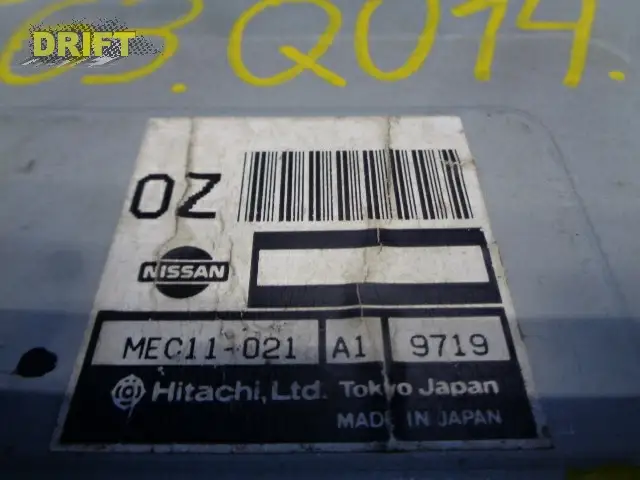 DRIFT
63.Q014.
OZ
NISSAN
MEC11-021 A1 9719
Hitachi, Ltd. Tokyo Japan
MADE IN JAPAN